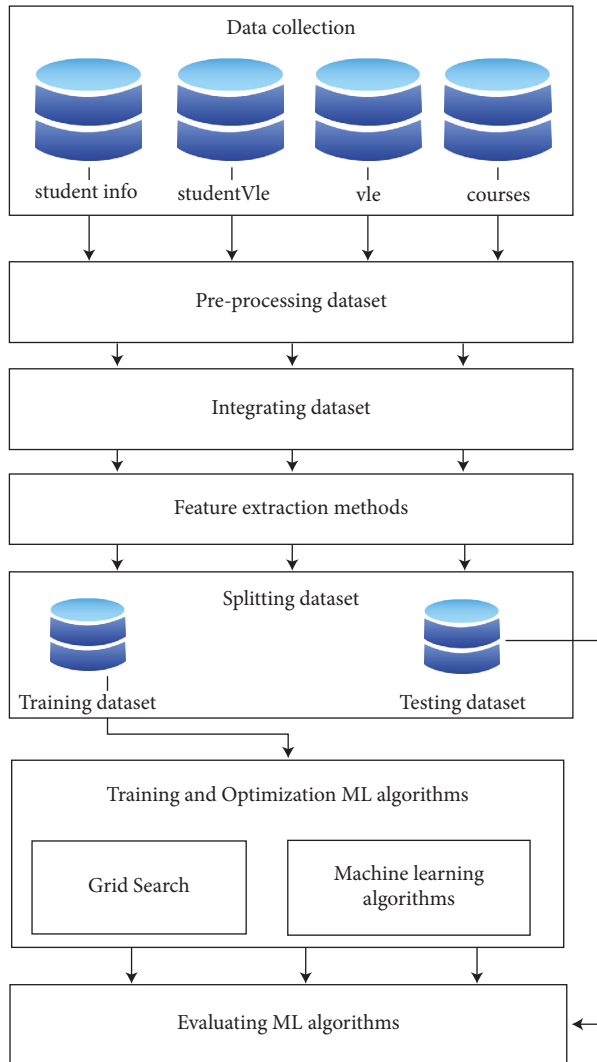 Data collection
student info
studentVle
vle
courses
Pre-processing dataset
Integrating dataset
Feature extraction methods
Splitting dataset
Training dataset
Testing dataset
Training and Optimization ML algorithms
Grid Search
Machine learning
algorithms
Evaluating ML algorithms